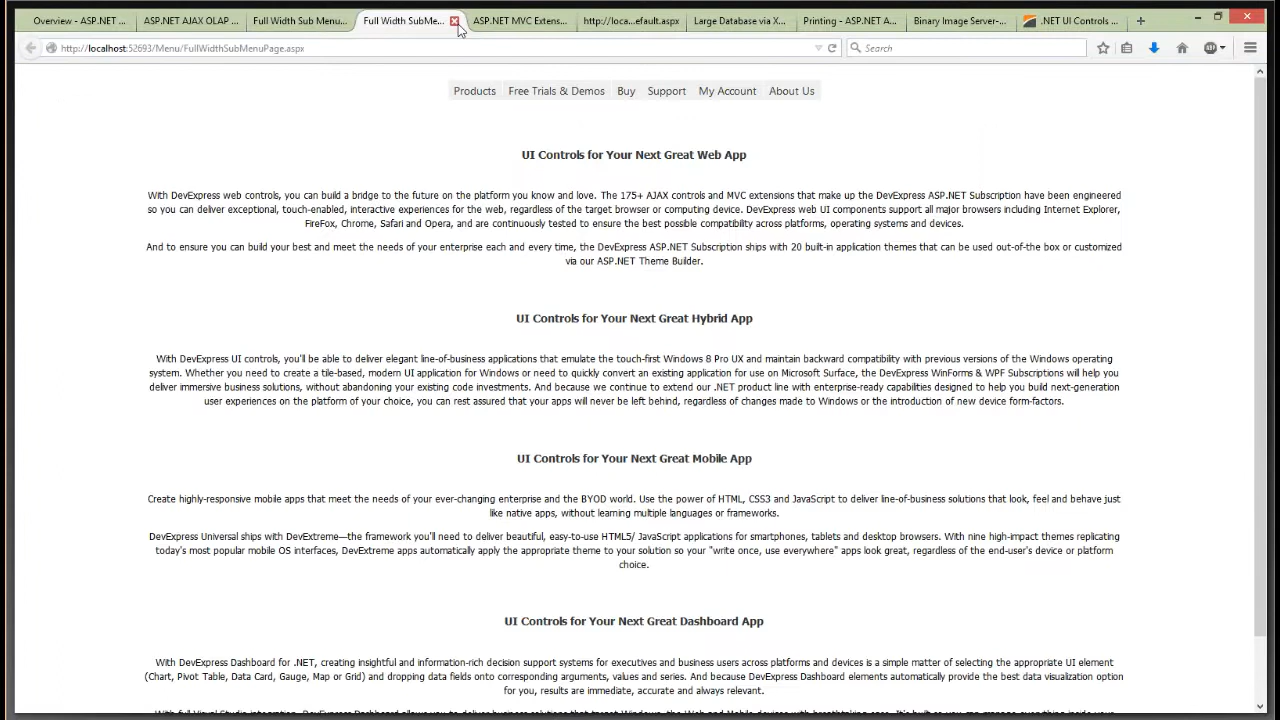 Overview - ASP.NET ...
ASP.NET AJAX OLAP ...
Full Width Sub Menu...
Full Width SubMe...
ASP.NET MVC Extens...
http://loca...efault.aspx
Large Database via X...
Printing - ASP.NET A...
Binary Image Server-...
.NET UI Controls ...
http://localhost:52693/Menu/FullWidthSubMenuPage.aspx
Search
ABP
Products Free Trials & Demos Buy Support My Account About Us
UI Controls for Your Next Great Web App
With DevExpress web controls, you can build a bridge to the future on the platform you know and love. The 175+ AJAX controls and MVC extensions that make up the DevExpress ASP.NET Subscription have been engineered
so you can deliver exceptional, touch-enabled, interactive experiences for the web, regardless of the target browser or computing device. DevExpress web UI components support all major browsers including Internet Explorer,
FireFox, Chrome, Safari and Opera, and are continuously tested to ensure the best possible compatibility across platforms, operating systems and devices.
And to ensure you can build your best and meet the needs of your enterprise each and every time, the DevExpress ASP.NET Subscription ships with 20 built-in application themes that can be used out-of-the box or customized
via our ASP.NET Theme Builder.
UI Controls for Your Next Great Hybrid App
With DevExpress UI controls, you'll be able to deliver elegant line-of-business applications that emulate the touch-first Windows 8 Pro UX and maintain backward compatibility with previous versions of the Windows operating
system. Whether you need to create a tile-based, modern UI application for Windows or need to quickly convert an existing application for use on Microsoft Surface, the DevExpress WinForms & WPF Subscriptions will help you
deliver immersive business solutions, without abandoning your existing code investments. And because we continue to extend our .NET product line with enterprise-ready capabilities designed to help you build next-generation
user experiences on the platform of your choice, you can rest assured that your apps will never be left behind, regardless of changes made to Windows or the introduction of new device form-factors.
UI Controls for Your Next Great Mobile App
Create highly-responsive mobile apps that meet the needs of your ever-changing enterprise and the BYOD world. Use the power of HTML, CSS3 and JavaScript to deliver line-of-business solutions that look, feel and behave just
like native apps, without learning multiple languages or frameworks.
DevExpress Universal ships with DevExtreme—the framework you'll need to deliver beautiful, easy-to-use HTML5/ JavaScript applications for smartphones, tablets and desktop browsers. With nine high-impact themes replicating
today's most popular mobile OS interfaces, DevExtreme apps automatically apply the appropriate theme to your solution so your "write once, use everywhere" apps look great, regardless of the end-user's device or platform
choice.
UI Controls for Your Next Great Dashboard App
With DevExpress Dashboard for .NET, creating insightful and information-rich decision support systems for executives and business users across platforms and devices is a simple matter of selecting the appropriate UI element
(Chart, Pivot Table, Data Card, Gauge, Map or Grid) and dropping data fields onto corresponding arguments, values and series. And because DevExpress Dashboard elements automatically provide the best data visualization option
for you, results are immediate, accurate and always relevant.